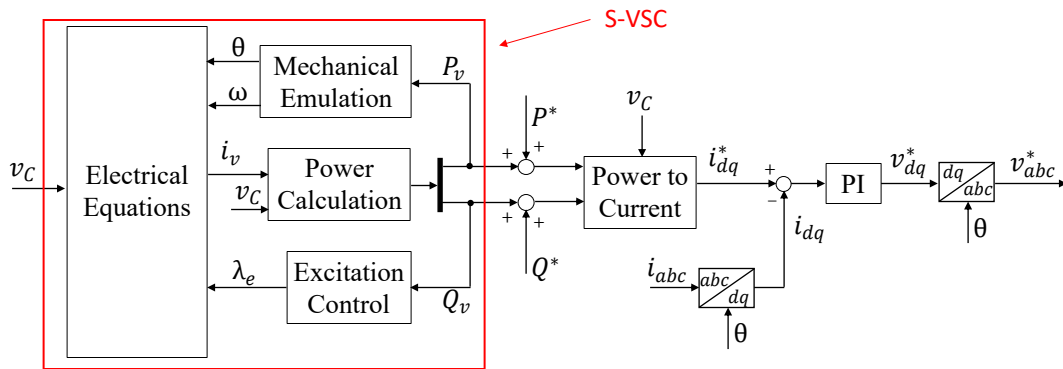 S-VSC
θ
ω
Mechanical
Emulation
P_v
v_C
Electrical
Equations
i_v
v_C
Power
Calculation
λ_e
Excitation
Control
Q_v
P*
+
+
+
+
Q*
v_C
Power to
Current
i*_dq
+
−
i_dq
PI
v*_dq
dq
abc
v*_abc
θ
i_abc
abc
dq
θ